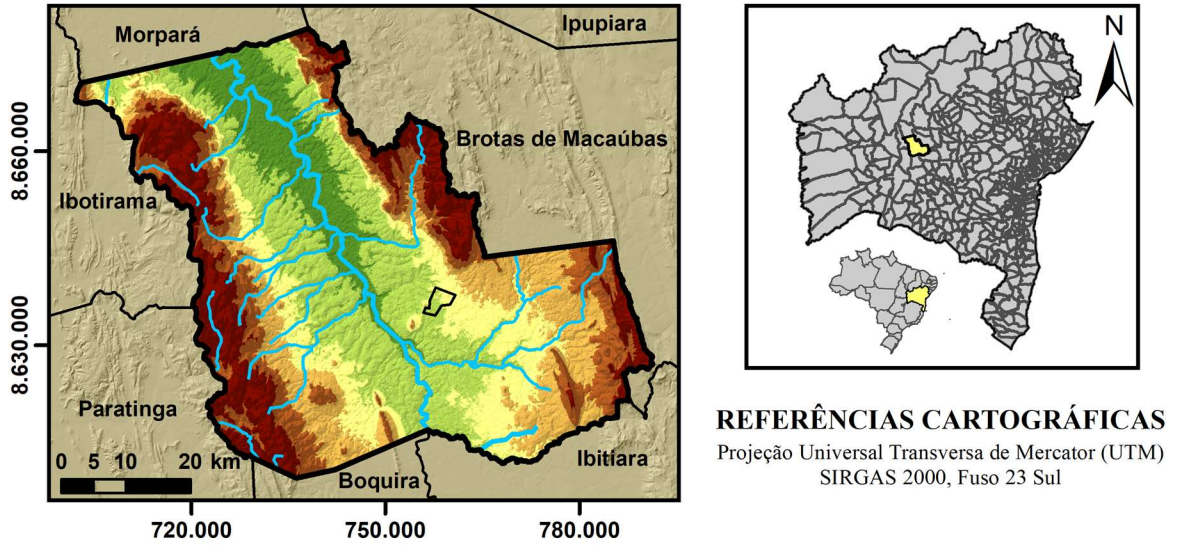 Morpará
Ipupiara
Brotas de Macaúbas
8.660.000
Ibotirama
8.630.000
Paratinga
0 5 10 20 km
Boquira
Ibitiara
720.000 750.000 780.000
N
REFERÊNCIAS CARTOGRÁFICAS
Projeção Universal Transversa de Mercator (UTM)
SIRGAS 2000, Fuso 23 Sul